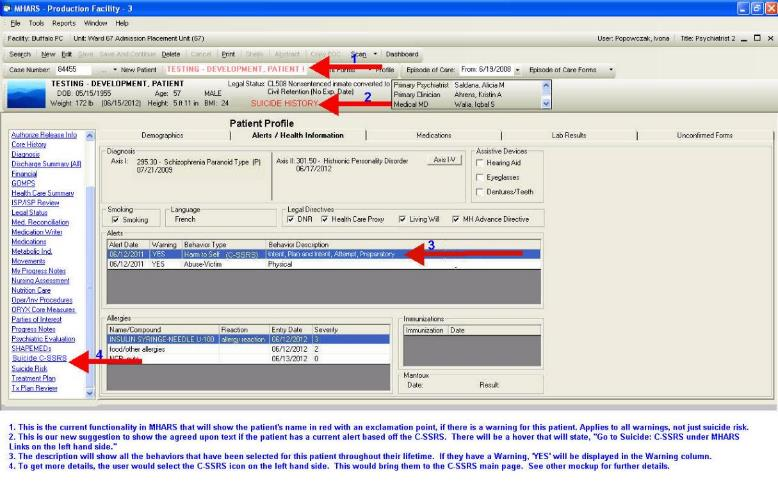 MHARS - Production Facility - 3
File Tools Reports Window Help
Facility: Buffalo PC Unit: Ward 67 Admission Placement Unit (67) User: Popowczak, Ivona Title: Psychiatrist 2
Search New Edit Save Save And Continue Delete Cancel Print Sheila Abstract Copy POC Scan Dashboard
Case Number: 84455 ... New Patient TESTING - DEVELOPMENT, PATIENT ! Forms Profile Episode of Care: From: 6/19/2008 Episode of Care Forms
1
TESTING - DEVELOPMENT, PATIENT Legal Status: CL508 Nonsentenced inmate converted to Primary Psychiatrist Saldana, Alicia M
DOB: 05/15/1955 Age: 57 MALE Civil Retention (No Exp. Date) Primary Clinician Ahrens, Kristin A
Weight: 172 lb (06/15/2012) Height: 5 ft 11 in BMI: 24 SUICIDE HISTORY 2 Medical MD Walia, Iqbal S
Patient Profile
Demographics Alerts / Health Information Medications Lab Results Unconfirmed Forms
Authorize Release Info
Core History
Diagnosis
Discharge Summary (All)
Financial
GOMPS
Health Care Summary
ISP/ISP Review
Legal Status
Med. Reconciliation
Medication Writer
Medications
Metabolic Ind.
Movements
My Progress Notes
Nursing Assessment
Nutrition Care
Oper/Inv Procedures
ORYX Core Measures
Parties of Interest
Progress Notes
Psychiatric Evaluation
SHAPEMEDs
Suicide C-SSRS
Suicide Risk
Treatment Plan
Tx Plan Review
4
Diagnosis
Axis I: 295.30 - Schizophrenia Paranoid Type (P)
07/21/2009
Axis II: 301.50 - Histrionic Personality Disorder
06/17/2012
Axis I-V
Assistive Devices
Hearing Aid
Eyeglasses
Dentures/Teeth
Smoking
Smoking
Language
French
Legal Directives
DNR Health Care Proxy Living Will MH Advance Directive
Alerts
3
Alert Date Warning Behavior Type Behavior Description
06/12/2011 YES Harm to Self (C-SSRS) Intent, Plan and Intent, Attempt, Preparatory
06/12/2011 YES Abuse-Victim Physical
Allergies
Name/Compound Reaction Entry Date Severity
INSULIN SYRINGE-NEEDLE U-100 allergy reaction 06/12/2012 3
food/other allergies 06/12/2012 2
06/13/2012 0
Immunizations
Immunization Date
Mantoux
Date: Result:
1. This is the current functionality in MHARS that will show the patient's name in red with an exclamation point, if there is a warning for this patient. Applies to all warnings, not just suicide risk.
2. This is our new suggestion to show the agreed upon text if the patient has a current alert based off the C-SSRS. There will be a hover that will state, "Go to Suicide: C-SSRS under MHARS
Links on the left hand side."
3. The description will show all the behaviors that have been selected for this patient throughout their lifetime. If they have a Warning, 'YES' will be displayed in the Warning column.
4. To get more details, the user would select the C-SSRS icon on the left hand side. This would bring them to the C-SSRS main page. See other mockup for further details.